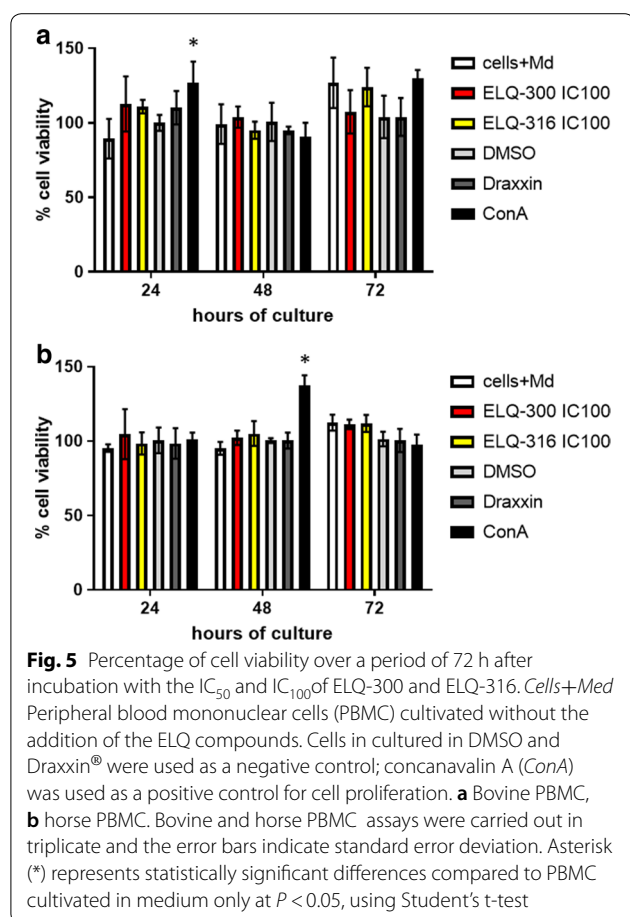 a
150
100
50
0
% cell viability
*
24 48 72
hours of culture
cells+Md
ELQ-300 IC100
ELQ-316 IC100
DMSO
Draxxin
ConA
b
150
100
50
0
% cell viability
*
24 48 72
hours of culture
cells+Md
ELQ-300 IC100
ELQ-316 IC100
DMSO
Draxxin
ConA
Fig. 5 Percentage of cell viability over a period of 72 h after
incubation with the IC50 and IC100of ELQ-300 and ELQ-316. Cells+Med
Peripheral blood mononuclear cells (PBMC) cultivated without the
addition of the ELQ compounds. Cells in cultured in DMSO and
Draxxin® were used as a negative control; concanavalin A (ConA)
was used as a positive control for cell proliferation. a Bovine PBMC,
b horse PBMC. Bovine and horse PBMC assays were carried out in
triplicate and the error bars indicate standard error deviation. Asterisk
(*) represents statistically significant differences compared to PBMC
cultivated in medium only at P < 0.05, using Student's t-test